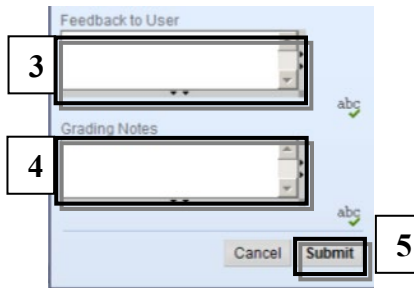 Feedback to User
3
abc
Grading Notes
4
abc
Cancel Submit 5